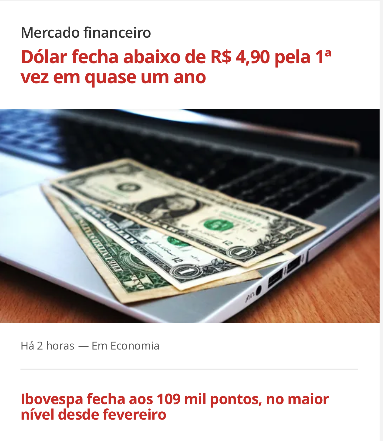 Mercado financeiro
Dólar fecha abaixo de R$ 4,90 pela 1ª
vez em quase um ano
Há 2 horas — Em Economia
Ibovespa fecha aos 109 mil pontos, no maior
nível desde fevereiro